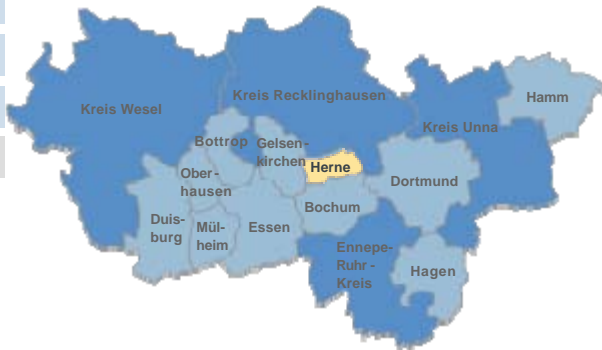 Kreis Wesel
Kreis Recklinghausen
Hamm
Kreis Unna
Bottrop
Gelsen-
kirchen
Herne
Ober-
hausen
Dortmund
Bochum
Duis-
burg
Mül-
heim
Essen
Ennepe-
Ruhr -
Kreis
Hagen